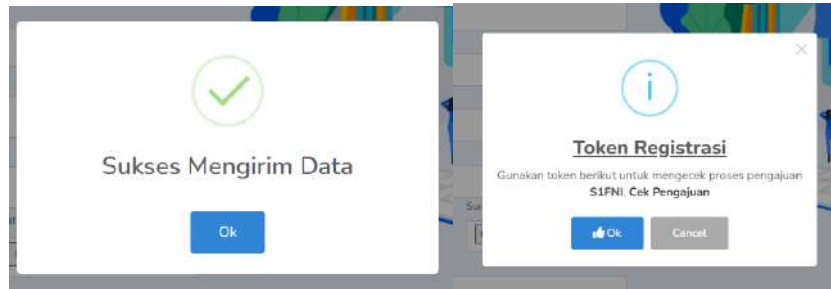 Sukses Mengirim Data
Ok
Token Registrasi
Gunakan token berikut untuk mengecek proses pengajuan
S1FNI, Cek Pengajuan
Ok
Cancel